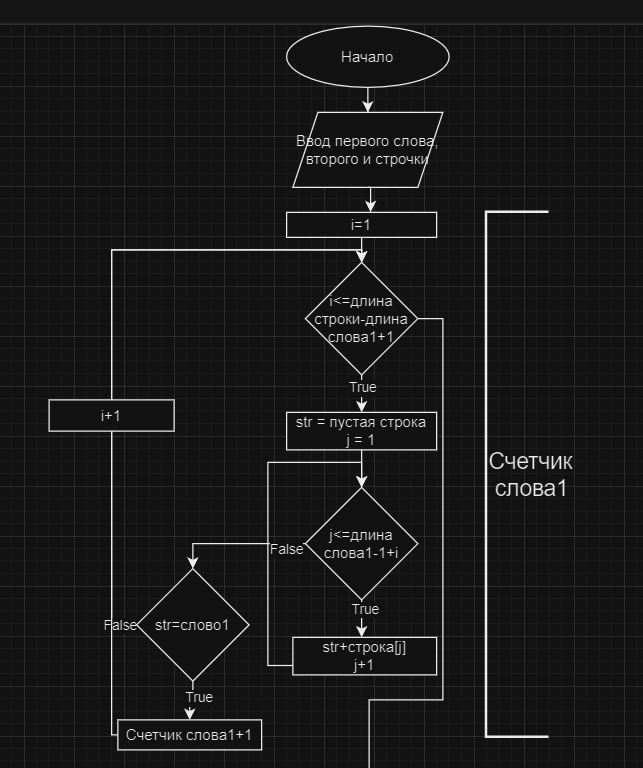 Начало
Ввод первого слова,
второго и строчки
i=1
i<=длина
строки-длина
слова1+1
True
i+1
str = пустая строка
j = 1
Счетчик
слова1
j<=длина
слова1-1+i
False
True
False
str=слово1
str+строка[j]
j+1
True
Счетчик слова1+1